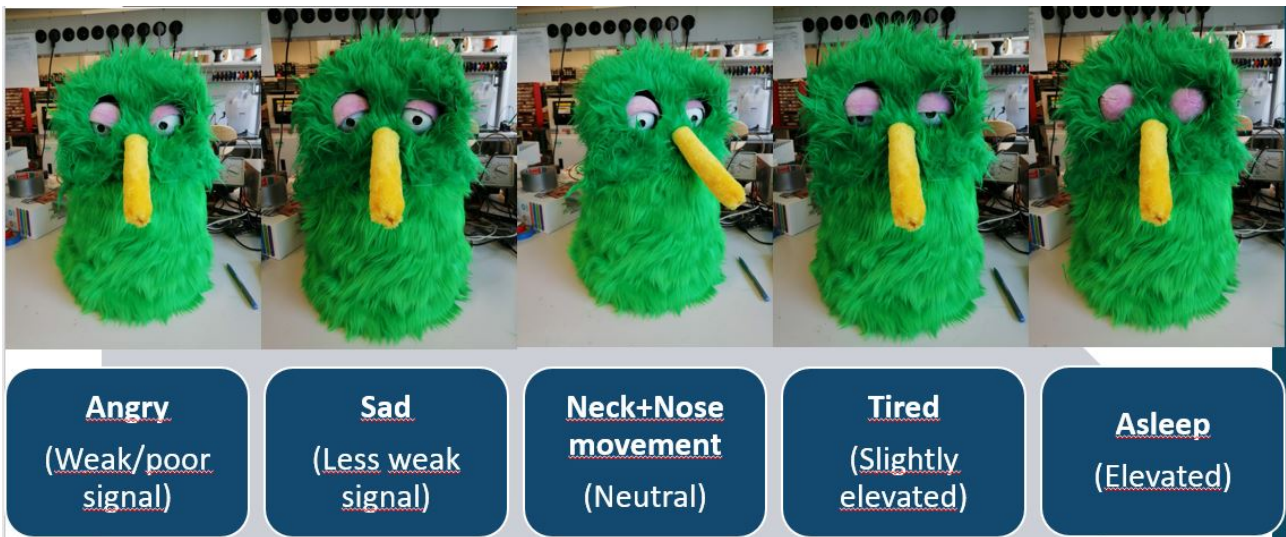 Angry
(Weak/poor
signal)
Sad
(Less weak
signal)
Neck+Nose
movement
(Neutral)
Tired
(Slightly
elevated)
Asleep
(Elevated)